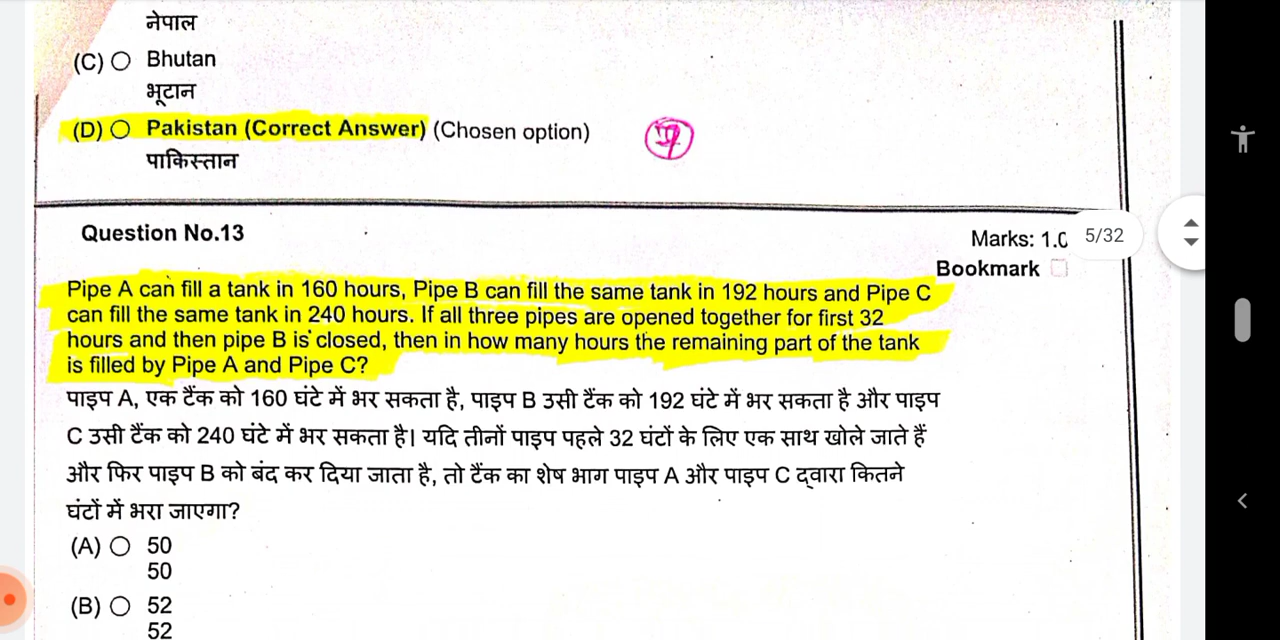 नेपाल
(C) Bhutan
भूटान
(D) Pakistan (Correct Answer) (Chosen option)
पाकिस्तान
Question No.13
Marks: 1.0
5/32
Bookmark
Pipe A can fill a tank in 160 hours, Pipe B can fill the same tank in 192 hours and Pipe C
can fill the same tank in 240 hours. If all three pipes are opened together for first 32
hours and then pipe B is closed, then in how many hours the remaining part of the tank
is filled by Pipe A and Pipe C?
पाइप A, एक टैंक को 160 घंटे में भर सकता है, पाइप B उसी टैंक को 192 घंटे में भर सकता है और पाइप
C उसी टैंक को 240 घंटे में भर सकता है। यदि तीनों पाइप पहले 32 घंटों के लिए एक साथ खोले जाते हैं
और फिर पाइप B को बंद कर दिया जाता है, तो टैंक का शेष भाग पाइप A और पाइप C द्वारा कितने
घंटों में भरा जाएगा?
(A) 50
50
(B) 52
52